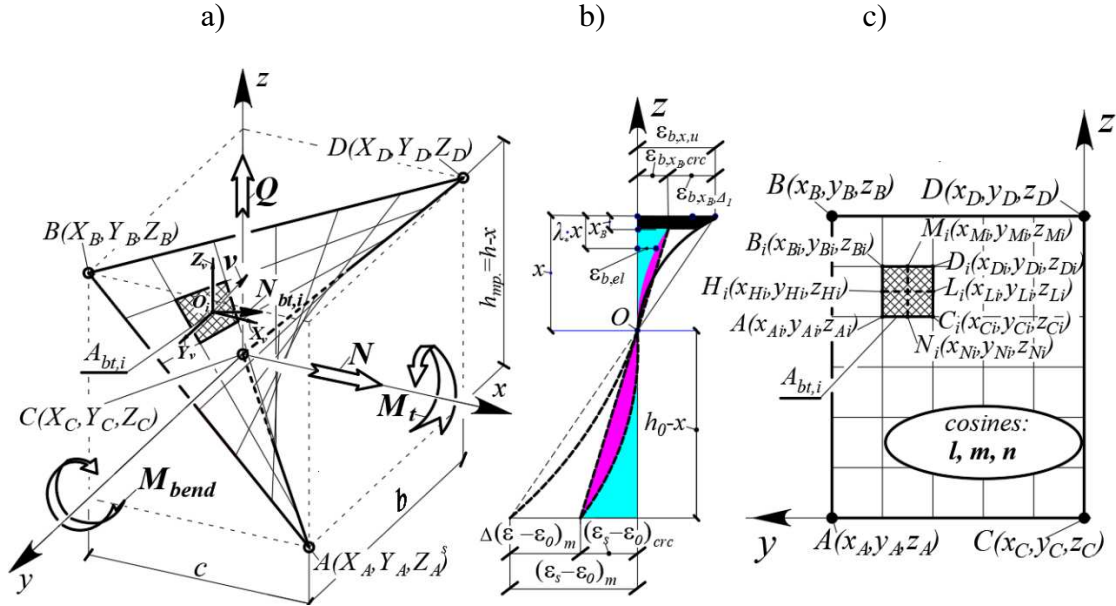 a)
b)
c)
z
D(X_D, Y_D, Z_D)
Q
B(X_B, Y_B, Z_B)
Z_v
v
O_i
N_bt,i
X_v
Y_v
A_bt,i
N
M_t
x
h_mp.=h-x
C(X_C, Y_C, Z_C)
M_bend
b
c
y
A(X_A, Y_A, Z_A)
s
z
ε_b,x,u
ε_b,x_B,crc
ε_b,x_B,Δ_1
x
x_B
ε_b,el
O
h_0-x
(ε_s-ε_0)_crc
(ε_s-ε_0)_m
z
B(x_B, y_B, z_B)
D(x_D, y_D, z_D)
M_i(x_Mi, y_Mi, z_Mi)
B_i(x_Bi, y_Bi, z_Bi)
D_i(x_Di, y_Di, z_Di)
H_i(x_Hi, y_Hi, z_Hi)
L_i(x_Li, y_Li, z_Li)
A(x_Ai, y_Ai, z_Ai)
C_i(x_Ci, y_Ci, z_Ci)
N_i(x_Ni, y_Ni, z_Ni)
A_bt,i
cosines:
l, m, n
y
A(x_A, y_A, z_A)
C(x_C, y_C, z_C)